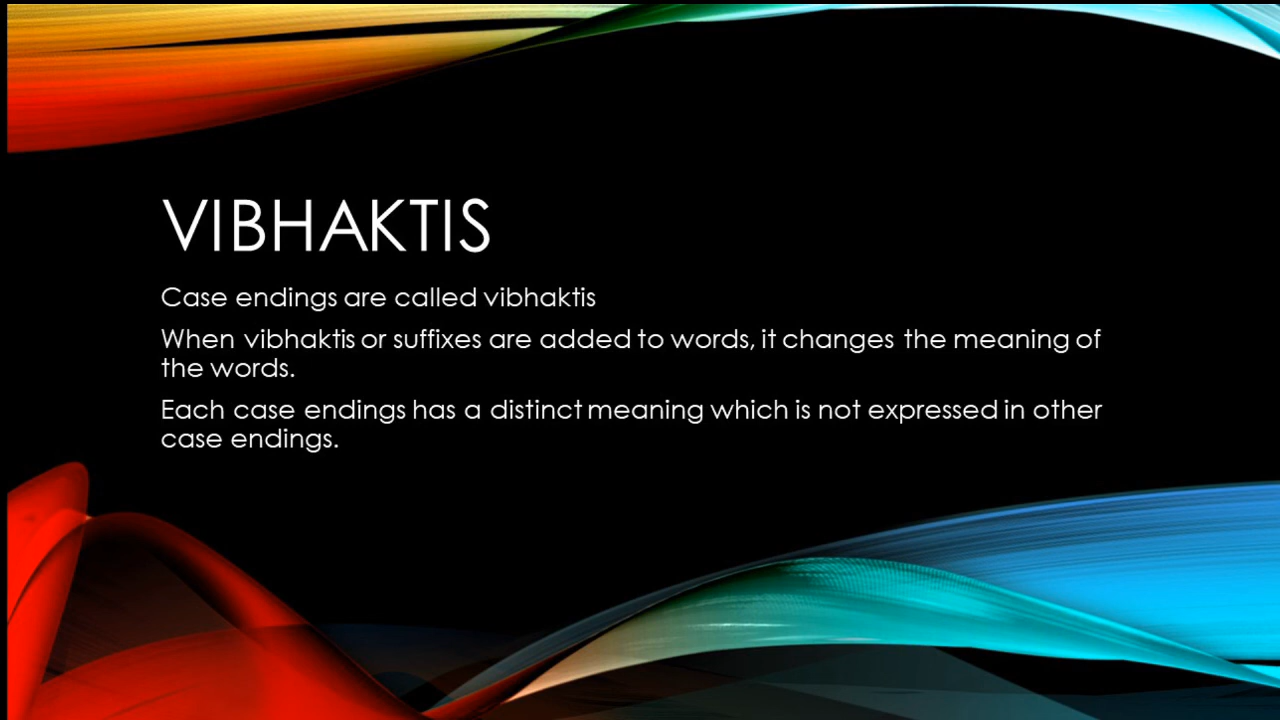 VIBHAKTIS
Case endings are called vibhaktis
When vibhaktis or suffixes are added to words, it changes the meaning of
the words.
Each case endings has a distinct meaning which is not expressed in other
case endings.